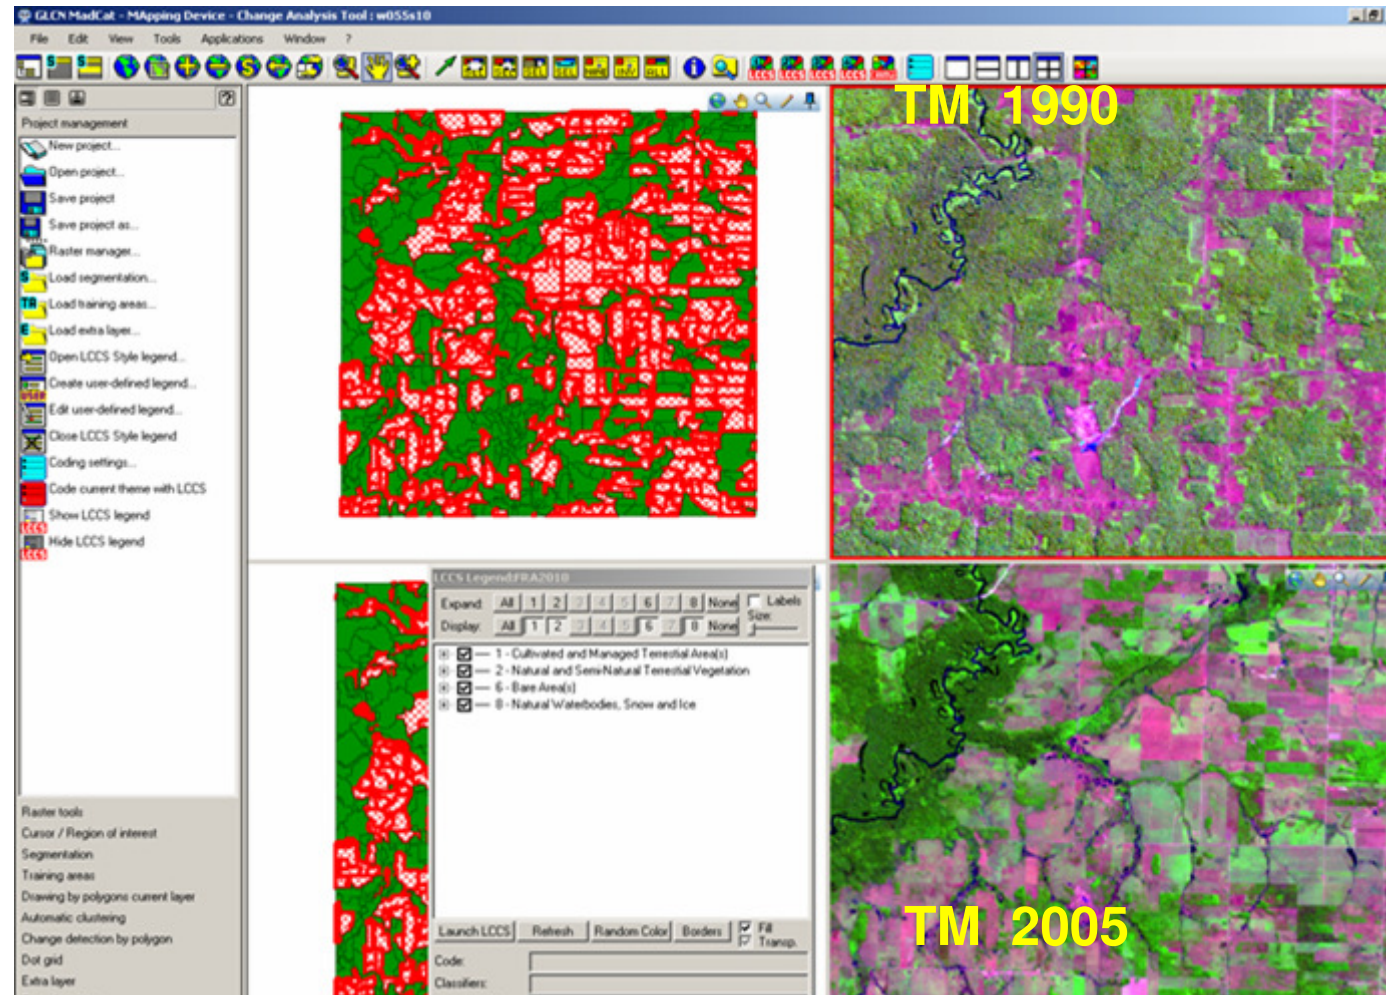 GLCN MadCat - MApping Device - Change Analysis Tool : w055s10
File Edit View Tools Applications Window ?
Project management
New project...
Open project...
Save project
Save project as...
Raster manager...
Load segmentation...
Load training areas...
Load extra layer...
Open LCCS Style legend...
Create user-defined legend...
Edit user-defined legend...
Close LCCS Style legend
Coding settings...
Code current theme with LCCS
Show LCCS legend
Hide LCCS legend
Raster tools
Cursor / Region of interest
Segmentation
Training areas
Drawing by polygons current layer
Automatic clustering
Change detection by polygon
Dot grid
Extra layer
TM 1990
LCCS Legend:FRA2010
Expand: All 1 2 3 4 5 6 7 8 None Labels
Display: All 1 2 3 4 5 6 7 8 None Size:
1 - Cultivated and Managed Terrestial Area(s)
2 - Natural and Semi-Natural Terrestial Vegetation
6 - Bare Area(s)
8 - Natural Waterbodies, Snow and Ice
Launch LCCS Refresh Random Color Borders Fill
Transp.
Code:
Classifiers:
TM 2005